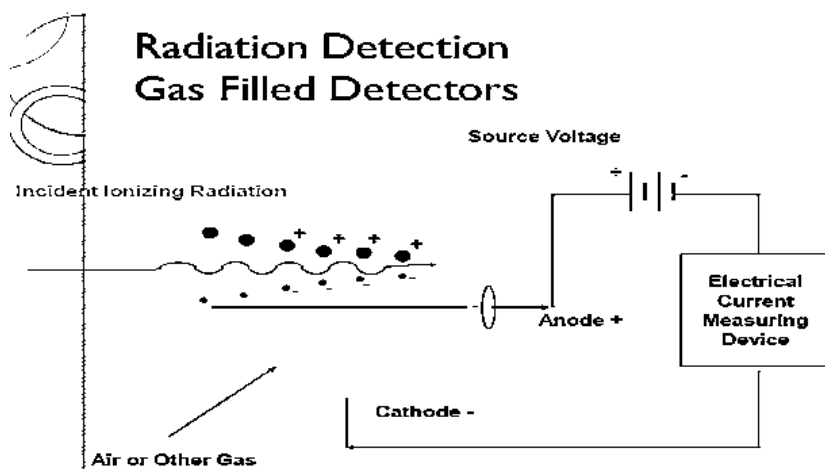 Radiation Detection
Gas Filled Detectors
Source Voltage
+ -
Incident Ionizing Radiation
+ + + +
- - - -
-
Anode +
Electrical
Current
Measuring
Device
Cathode -
Air or Other Gas